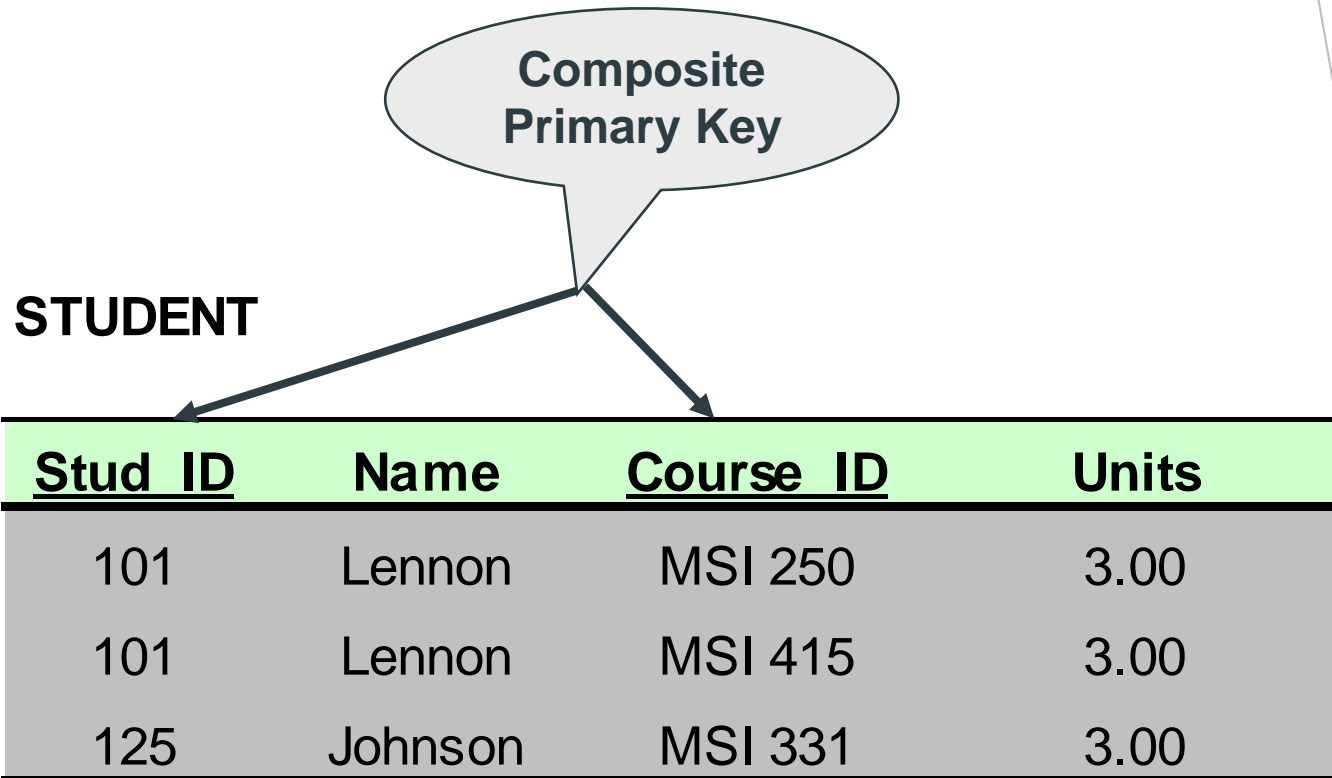 Composite
Primary Key
STUDENT
Stud_ID Name Course_ID Units
101 Lennon MSI 250 3.00
101 Lennon MSI 415 3.00
125 Johnson MSI 331 3.00